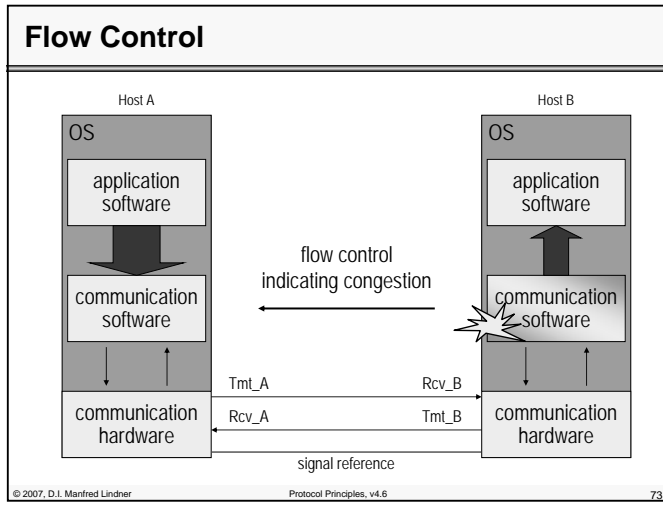 Flow Control
Host A
Host B
OS
OS
application
software
application
software
flow control
indicating congestion
communication
software
communication
software
Tmt_A
Rcv_B
Rcv_A
Tmt_B
communication
hardware
communication
hardware
signal reference
© 2007, D.I. Manfred Lindner
Protocol Principles, v4.6
73